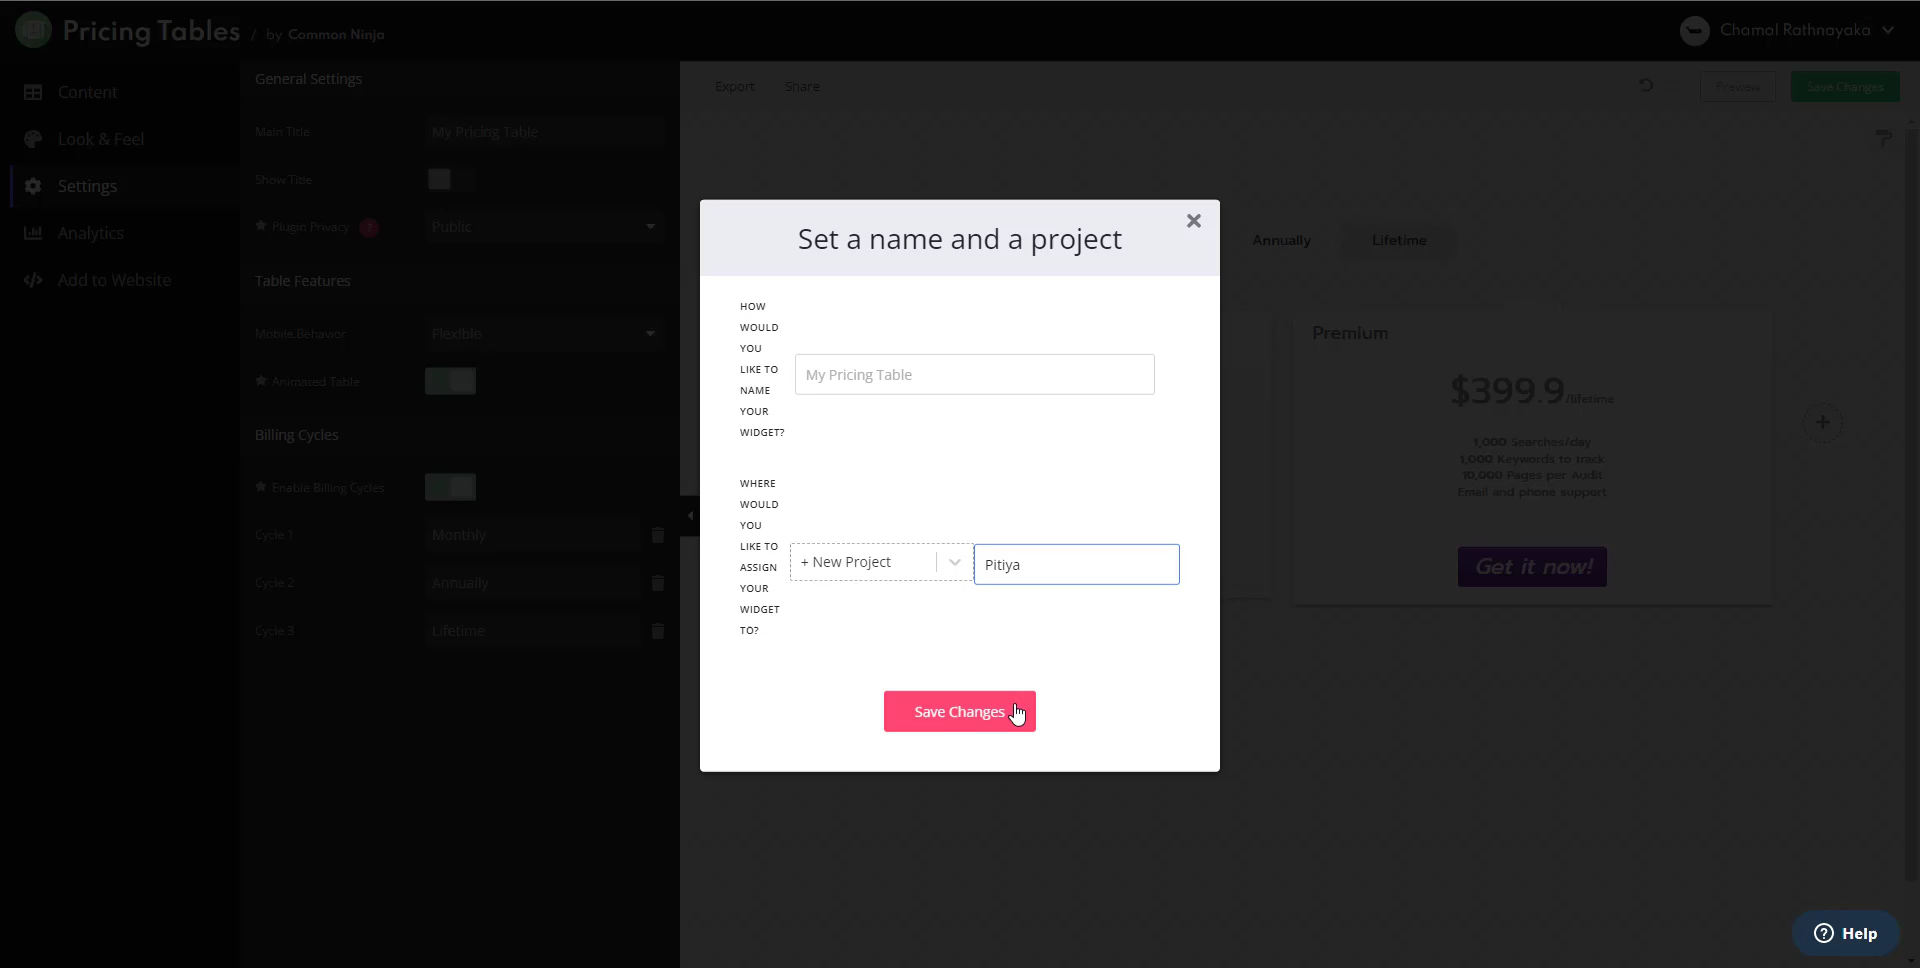 Pricing Tables / by Common Ninja
Chamal Rathnayaka
Content
Look & Feel
Settings
Analytics
Add to Website
General Settings
Main Title My Pricing Table
Show Title
Plugin Privacy ? Public
Table Features
Mobile Behavior Flexible
Animated Table
Billing Cycles
Enable Billing Cycles
Cycle 1 Monthly
Cycle 2 Annually
Cycle 3 Lifetime
Export Share
Preview
Save Changes
Annually Lifetime
Premium
$399.9/lifetime
1,000 Searches/day
1,000 Keywords to track
10,000 Pages per Audit
Email and phone support
Get it now!
+
Set a name and a project
HOW
WOULD
YOU
LIKE TO
NAME
YOUR
WIDGET?
My Pricing Table
WHERE
WOULD
YOU
LIKE TO
ASSIGN
YOUR
WIDGET
TO?
+ New Project
Pitiya
Save Changes
? Help